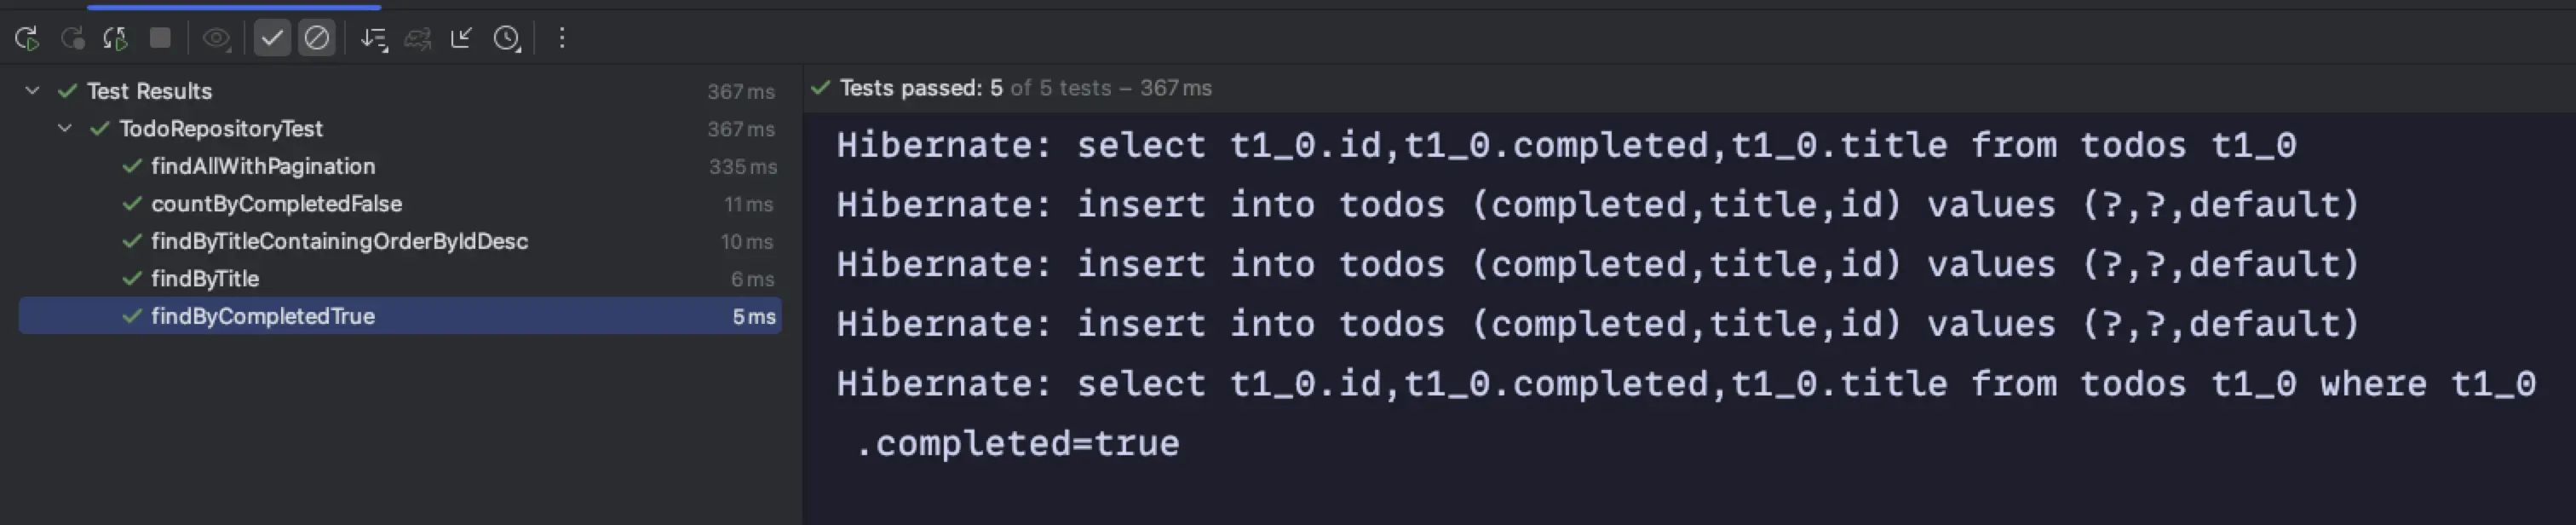 Test Results 367 ms
TodoRepositoryTest 367 ms
findAllWithPagination 335 ms
countByCompletedFalse 11 ms
findByTitleContainingOrderByIdDesc 10 ms
findByTitle 6 ms
findByCompletedTrue 5 ms
Tests passed: 5 of 5 tests – 367 ms
Hibernate: select t1_0.id,t1_0.completed,t1_0.title from todos t1_0
Hibernate: insert into todos (completed,title,id) values (?,?,default)
Hibernate: insert into todos (completed,title,id) values (?,?,default)
Hibernate: insert into todos (completed,title,id) values (?,?,default)
Hibernate: select t1_0.id,t1_0.completed,t1_0.title from todos t1_0 where t1_0
.completed=true